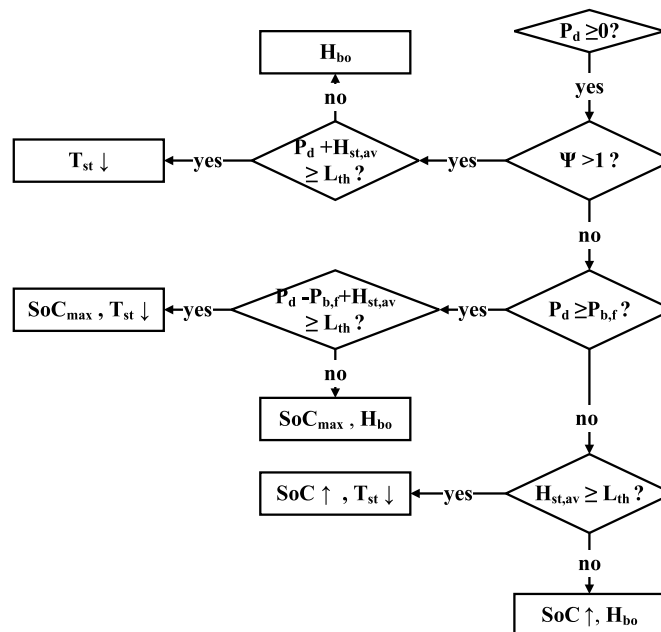 P_d ≥0?
yes
H_bo
no
T_st ↓
yes
P_d +H_st,av
≥ L_th ?
yes
Ψ >1 ?
no
SoC_max , T_st ↓
yes
P_d -P_b,f+H_st,av
≥ L_th ?
yes
P_d ≥P_b,f ?
no
SoC_max , H_bo
no
SoC ↑ , T_st ↓
yes
H_st,av ≥ L_th ?
no
SoC ↑, H_bo